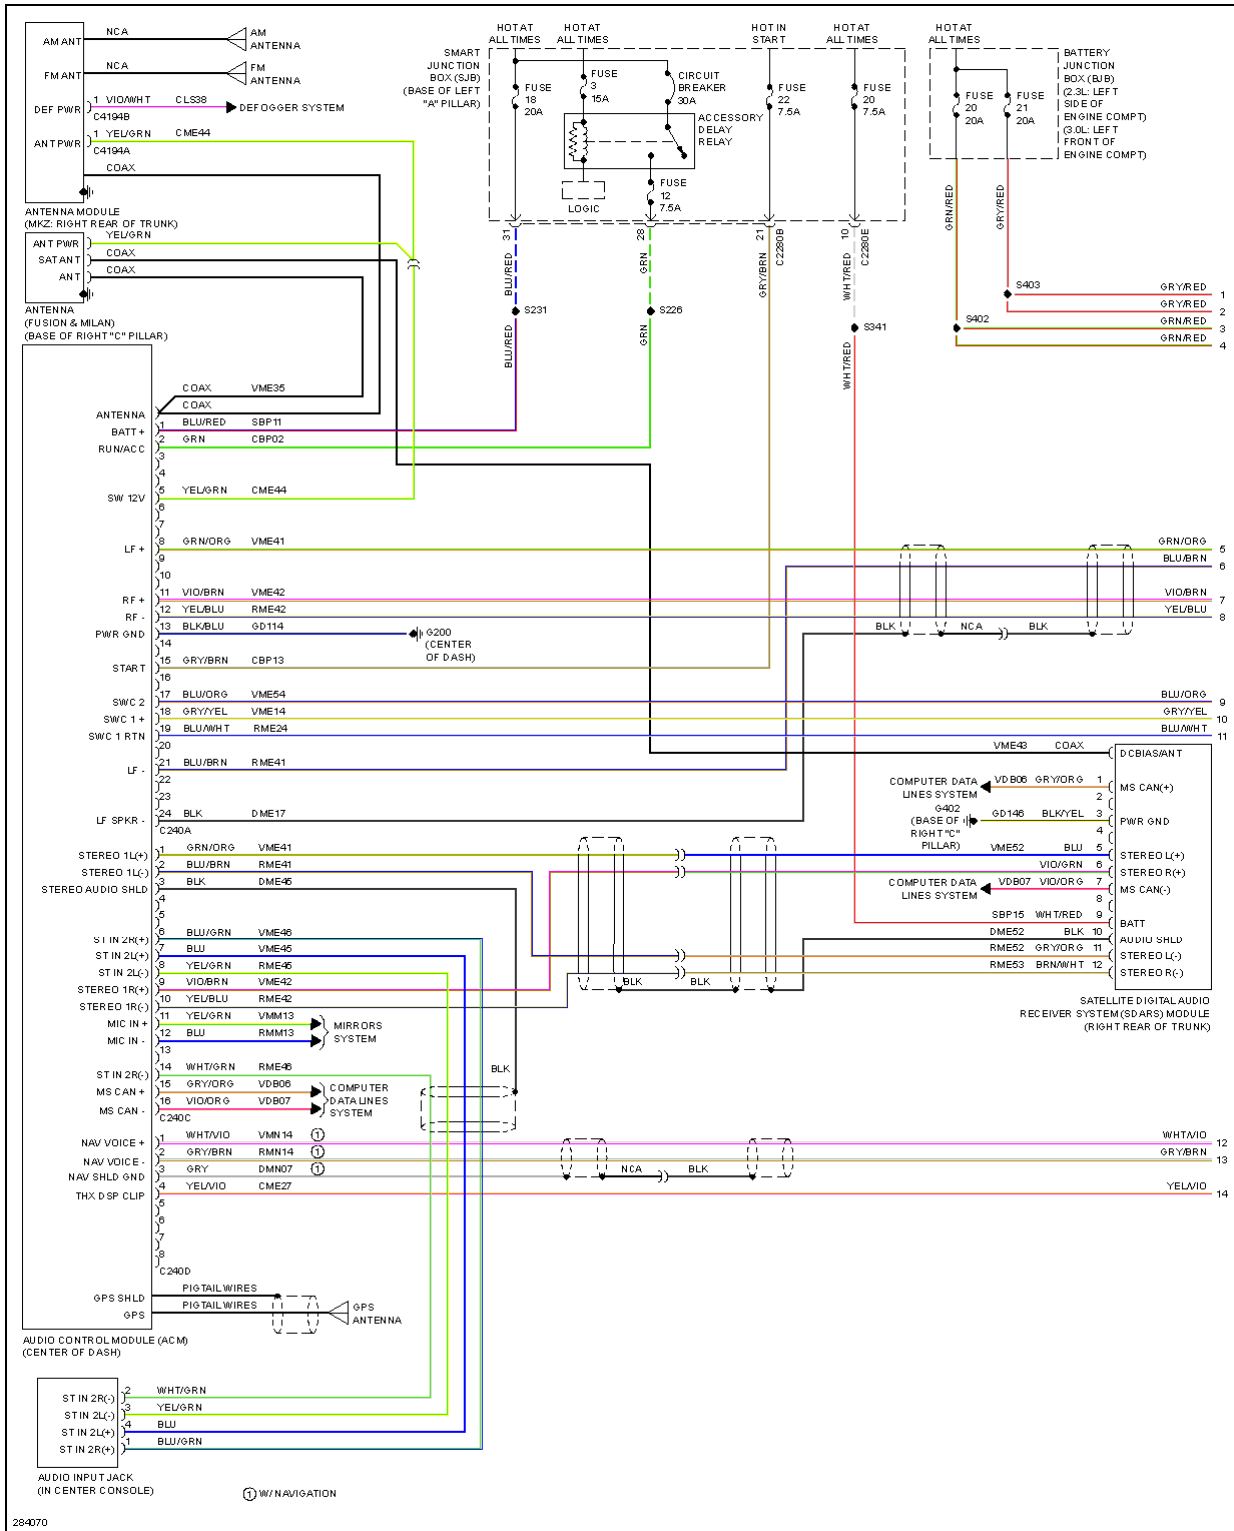 AM ANT
NCA
AM
ANTENNA
FM ANT
NCA
FM
ANTENNA
DEF PWR
1 VIO/WHT CLS38
DEFOGGER SYSTEM
C4194B
ANT PWR
1 YEL/GRN CME44
C4194A
COAX
ANTENNA MODULE
(MKZ: RIGHT REAR OF TRUNK)
ANT PWR
YEL/GRN
SAT ANT
COAX
ANT
COAX
ANTENNA
(FUSION & MILAN)
(BASE OF RIGHT "C" PILLAR)
HOT AT
ALL TIMES
HOT AT
ALL TIMES
HOT IN
START
HOT AT
ALL TIMES
HOT AT
ALL TIMES
SMART
JUNCTION
BOX (SJB)
(BASE OF LEFT
"A" PILLAR)
FUSE
18
20A
FUSE
3
15A
CIRCUIT
BREAKER
30A
ACCESSORY
DELAY
RELAY
LOGIC
FUSE
12
7.5A
FUSE
22
7.5A
FUSE
20
7.5A
FUSE
20
20A
FUSE
21
20A
BATTERY
JUNCTION
BOX (BJB)
(2.3L: LEFT
SIDE OF
ENGINE COMPT)
(3.0L: LEFT
FRONT OF
ENGINE COMPT)
31
28
21
C2280B
10
C2280E
BLU/RED
GRN
GRY/BRN
WHT/RED
GRN/RED
GRY/RED
S231
S226
S341
S403
S402
BLU/RED
GRN
WHT/RED
GRY/RED 1
GRY/RED 2
GRN/RED 3
GRN/RED 4
COAX VME35
ANTENNA
COAX
BATT +
1 BLU/RED SBP11
RUN/ACC
2 GRN CBP02
3
4
SW 12V
5 YEL/GRN CME44
6
7
LF +
8 GRN/ORG VME41
GRN/ORG 5
9
BLU/BRN 6
10
RF +
11 VIO/BRN VME42
VIO/BRN 7
RF -
12 YEL/BLU RME42
YEL/BLU 8
PWR GND
13 BLK/BLU GD114
G200
(CENTER
OF DASH)
BLK
NCA
BLK
14
START
15 GRY/BRN CBP13
16
SWC 2
17 BLU/ORG VME54
BLU/ORG 9
SWC 1 +
18 GRY/YEL VME14
GRY/YEL 10
SWC 1 RTN
19 BLU/WHT RME24
BLU/WHT 11
20
LF -
21 BLU/BRN RME41
22
23
LF SPKR -
24 BLK DME17
C240A
VME43 COAX
DCBIAS/ANT
COMPUTER DATA
LINES SYSTEM
VDB06 GRY/ORG 1
MS CAN(+)
2
G402
(BASE OF
RIGHT "C"
PILLAR)
GD146 BLK/YEL 3
PWR GND
4
VME52 BLU 5
STEREO L(+)
VIO/GRN 6
STEREO R(+)
COMPUTER DATA
LINES SYSTEM
VDB07 VIO/ORG 7
MS CAN(-)
8
SBP15 WHT/RED 9
BATT
DME52 BLK 10
AUDIO SHLD
RME52 GRY/ORG 11
STEREO L(-)
RME53 BRN/WHT 12
STEREO R(-)
SATELLITE DIGITAL AUDIO
RECEIVER SYSTEM (SDARS) MODULE
(RIGHT REAR OF TRUNK)
STEREO 1L(+)
1 GRN/ORG VME41
STEREO 1L(-)
2 BLU/BRN RME41
STEREO AUDIO SHLD
3 BLK DME45
4
5
ST IN 2R(+)
6 BLU/GRN VME46
ST IN 2L(+)
7 BLU VME45
ST IN 2L(-)
8 YEL/GRN RME45
STEREO 1R(+)
9 VIO/BRN VME42
STEREO 1R(-)
10 YEL/BLU RME42
BLK
BLK
MIC IN +
11 YEL/GRN VMM13
MIC IN -
12 BLU RMM13
MIRRORS
SYSTEM
13
ST IN 2R(-)
14 WHT/GRN RME46
BLK
MS CAN +
15 GRY/ORG VDB06
MS CAN -
16 VIO/ORG VDB07
COMPUTER
DATA LINES
SYSTEM
C240C
NAV VOICE +
1 WHT/VIO VMN14 1
WHT/VIO 12
NAV VOICE -
2 GRY/BRN RMN14 1
GRY/BRN 13
NAV SHLD GND
3 GRY DMN07 1
NCA
BLK
THX DSP CLIP
4 YEL/VIO CME27
YEL/VIO 14
5
6
7
8
C240D
GPS SHLD
PIGTAIL WIRES
GPS
PIGTAIL WIRES
GPS
ANTENNA
AUDIO CONTROL MODULE (ACM)
(CENTER OF DASH)
ST IN 2R(-)
2 WHT/GRN
ST IN 2L(-)
3 YEL/GRN
ST IN 2L(+)
4 BLU
ST IN 2R(+)
1 BLU/GRN
AUDIO INPUT JACK
(IN CENTER CONSOLE)
1 W/ NAVIGATION
284070